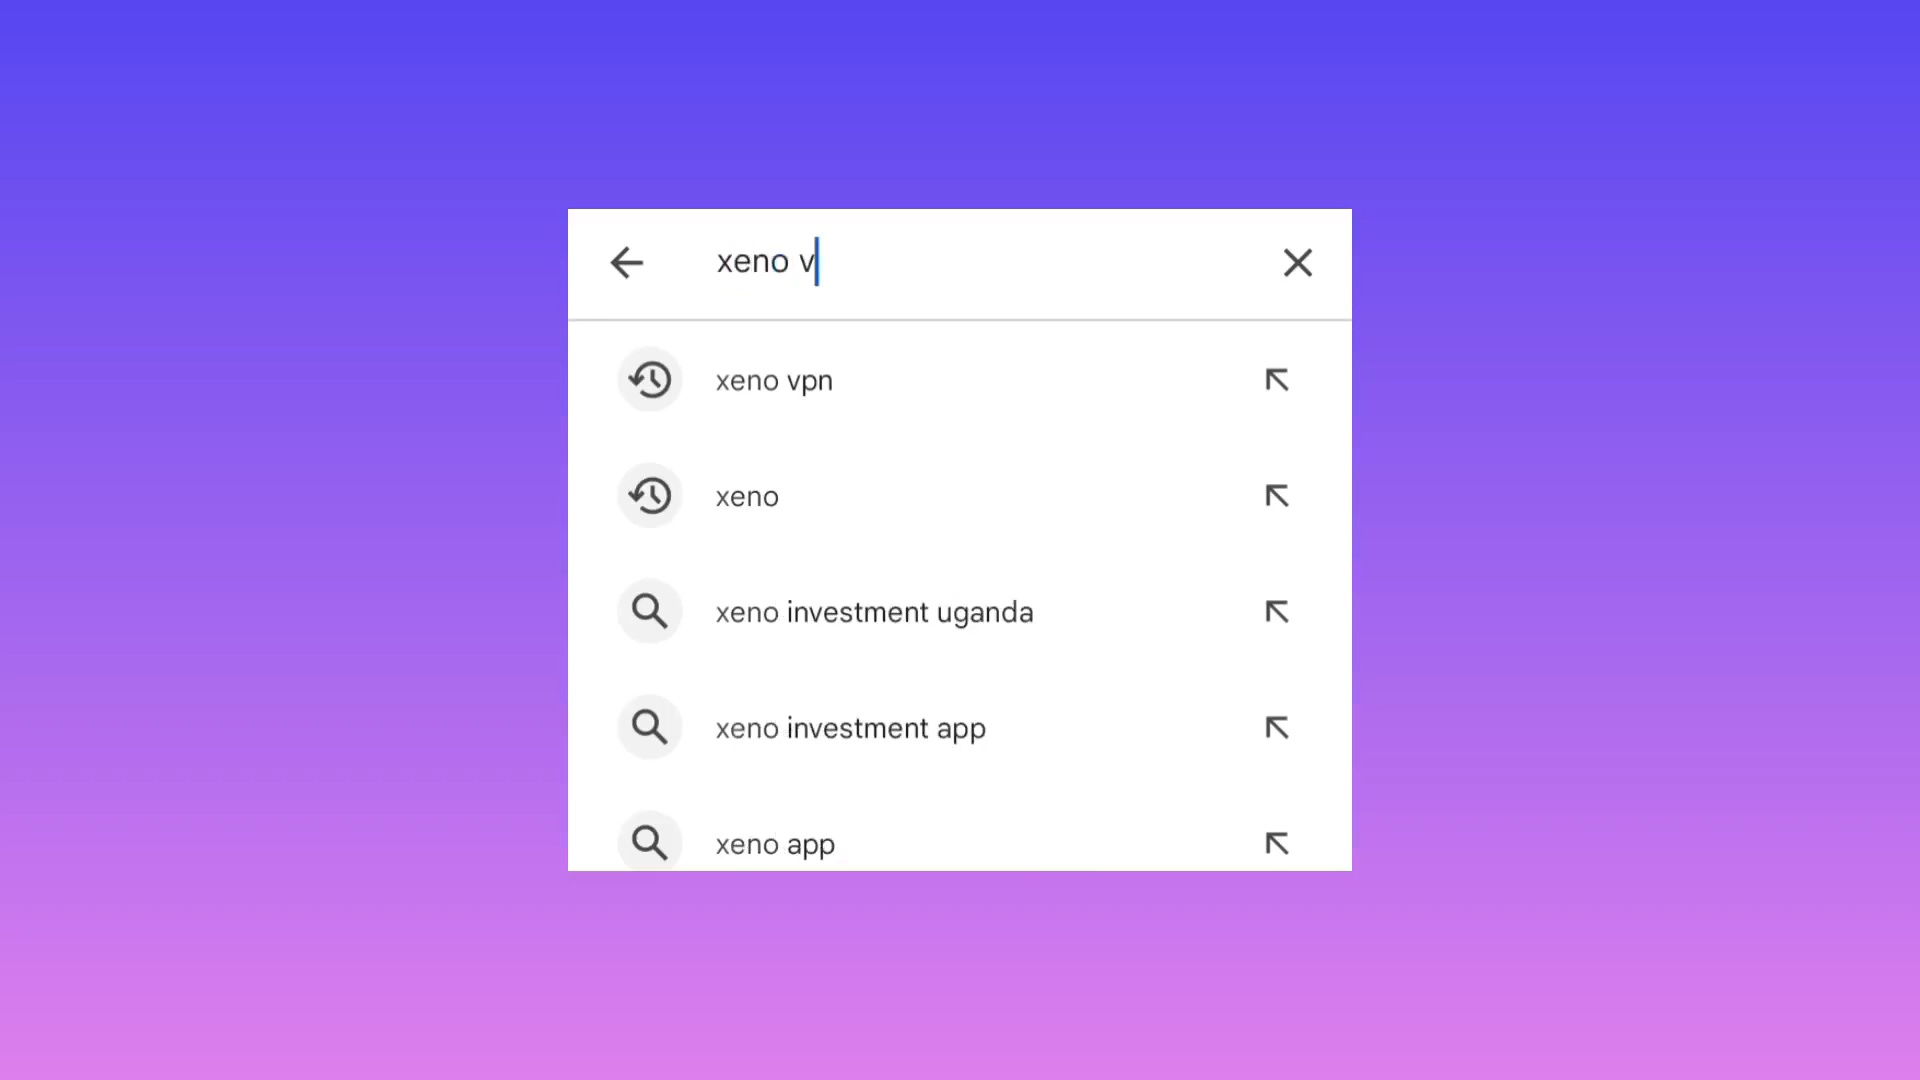 xeno v
xeno vpn
xeno
xeno investment uganda
xeno investment app
xeno app